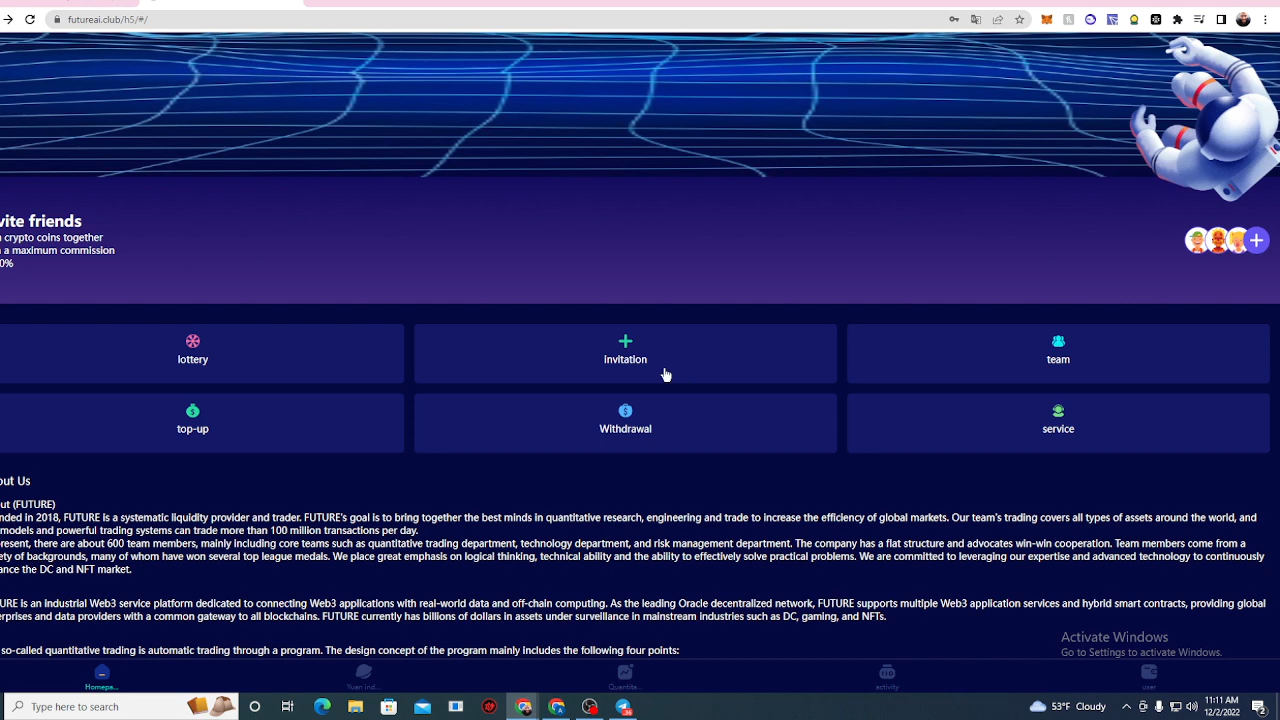 futureai.club/h5/#/
vite friends
crypto coins together
a maximum commission
0%
lottery
invitation
team
top-up
Withdrawal
service
out Us
ut (FUTURE)
nded in 2018, FUTURE is a systematic liquidity provider and trader. FUTURE's goal is to bring together the best minds in quantitative research, engineering and trade to increase the efficiency of global markets. Our team's trading covers all types of assets around the world, and
models and powerful trading systems can trade more than 100 million transactions per day.
resent, there are about 600 team members, mainly including core teams such as quantitative trading department, technology department, and risk management department. The company has a flat structure and advocates win-win cooperation. Team members come from a
ety of backgrounds, many of whom have won several top league medals. We place great emphasis on logical thinking, technical ability and the ability to effectively solve practical problems. We are committed to leveraging our expertise and advanced technology to continuously
ance the DC and NFT market.
URE is an industrial Web3 service platform dedicated to connecting Web3 applications with real-world data and off-chain computing. As the leading Oracle decentralized network, FUTURE supports multiple Web3 application services and hybrid smart contracts, providing global
erprises and data providers with a common gateway to all blockchains. FUTURE currently has billions of dollars in assets under surveillance in mainstream industries such as DC, gaming, and NFTs.
so-called quantitative trading is automatic trading through a program. The design concept of the program mainly includes the following four points:
Activate Windows
Go to Settings to activate Windows.
Homepa...
Yuan ind...
Quantita...
activity
user
Type here to search
53°F Cloudy
11:11 AM
12/2/2022
2